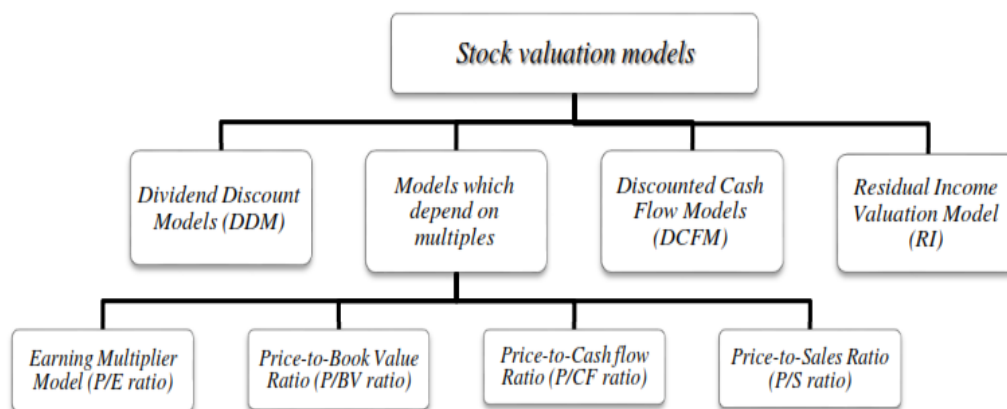 Stock valuation models
Dividend Discount
Models (DDM)
Models which
depend on
multiples
Discounted Cash
Flow Models
(DCFM)
Residual Income
Valuation Model
(RI)
Earning Multiplier
Model (P/E ratio)
Price-to-Book Value
Ratio (P/BV ratio)
Price-to-Cash flow
Ratio (P/CF ratio)
Price-to-Sales Ratio
(P/S ratio)